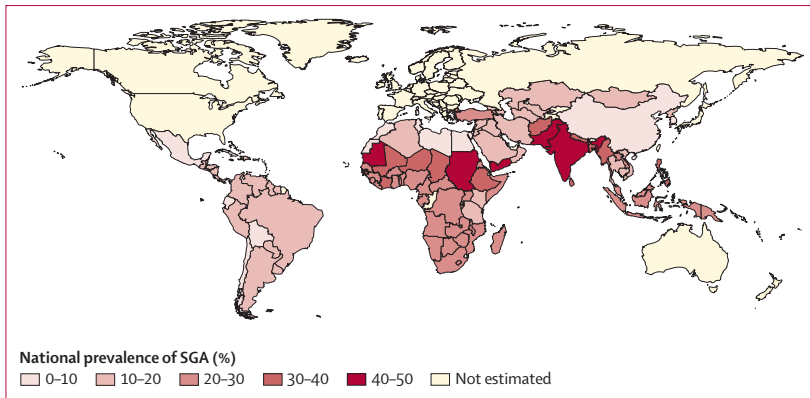 National prevalence of SGA (%)
0–10 10–20 20–30 30–40 40–50 Not estimated